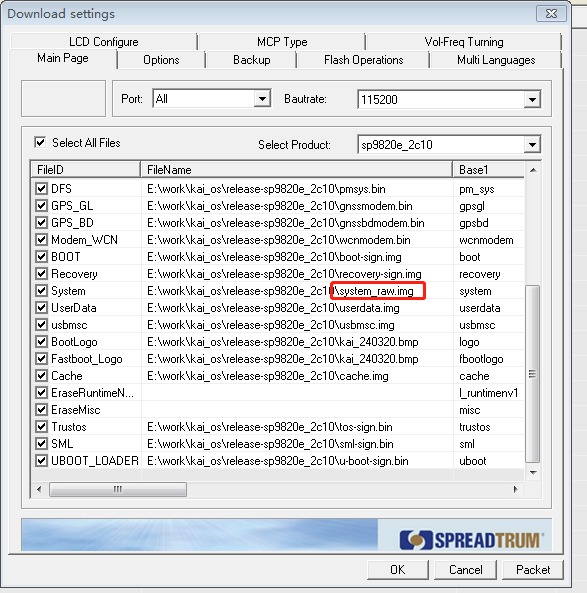 Download settings
LCD Configure MCP Type Vol-Freq Turning
Main Page Options Backup Flash Operations Multi Languages
Port: All Bautrate: 115200
Select All Files Select Product: sp9820e_2c10
FileID FileName Base1
DFS E:\work\kai_os\release-sp9820e_2c10\pmsys.bin pm_sys
GPS_GL E:\work\kai_os\release-sp9820e_2c10\gnssmodem.bin gpsgl
GPS_BD E:\work\kai_os\release-sp9820e_2c10\gnssbdmodem.bin gpsbd
Modem_WCN E:\work\kai_os\release-sp9820e_2c10\wcnmodem.bin wcnmodem
BOOT E:\work\kai_os\release-sp9820e_2c10\boot-sign.img boot
Recovery E:\work\kai_os\release-sp9820e_2c10\recovery-sign.img recovery
System E:\work\kai_os\release-sp9820e_2c10\system_raw.img system
UserData E:\work\kai_os\release-sp9820e_2c10\userdata.img userdata
usbmsc E:\work\kai_os\release-sp9820e_2c10\usbmsc.img usbmsc
BootLogo E:\work\kai_os\release-sp9820e_2c10\kai_240320.bmp logo
Fastboot_Logo E:\work\kai_os\release-sp9820e_2c10\kai_240320.bmp fbootlogo
Cache E:\work\kai_os\release-sp9820e_2c10\cache.img cache
EraseRuntimeN... l_runtimenv1
EraseMisc misc
Trustos E:\work\kai_os\release-sp9820e_2c10\tos-sign.bin trustos
SML E:\work\kai_os\release-sp9820e_2c10\sml-sign.bin sml
UBOOT_LOADER E:\work\kai_os\release-sp9820e_2c10\u-boot-sign.bin uboot
SPREADTRUM
OK Cancel Packet